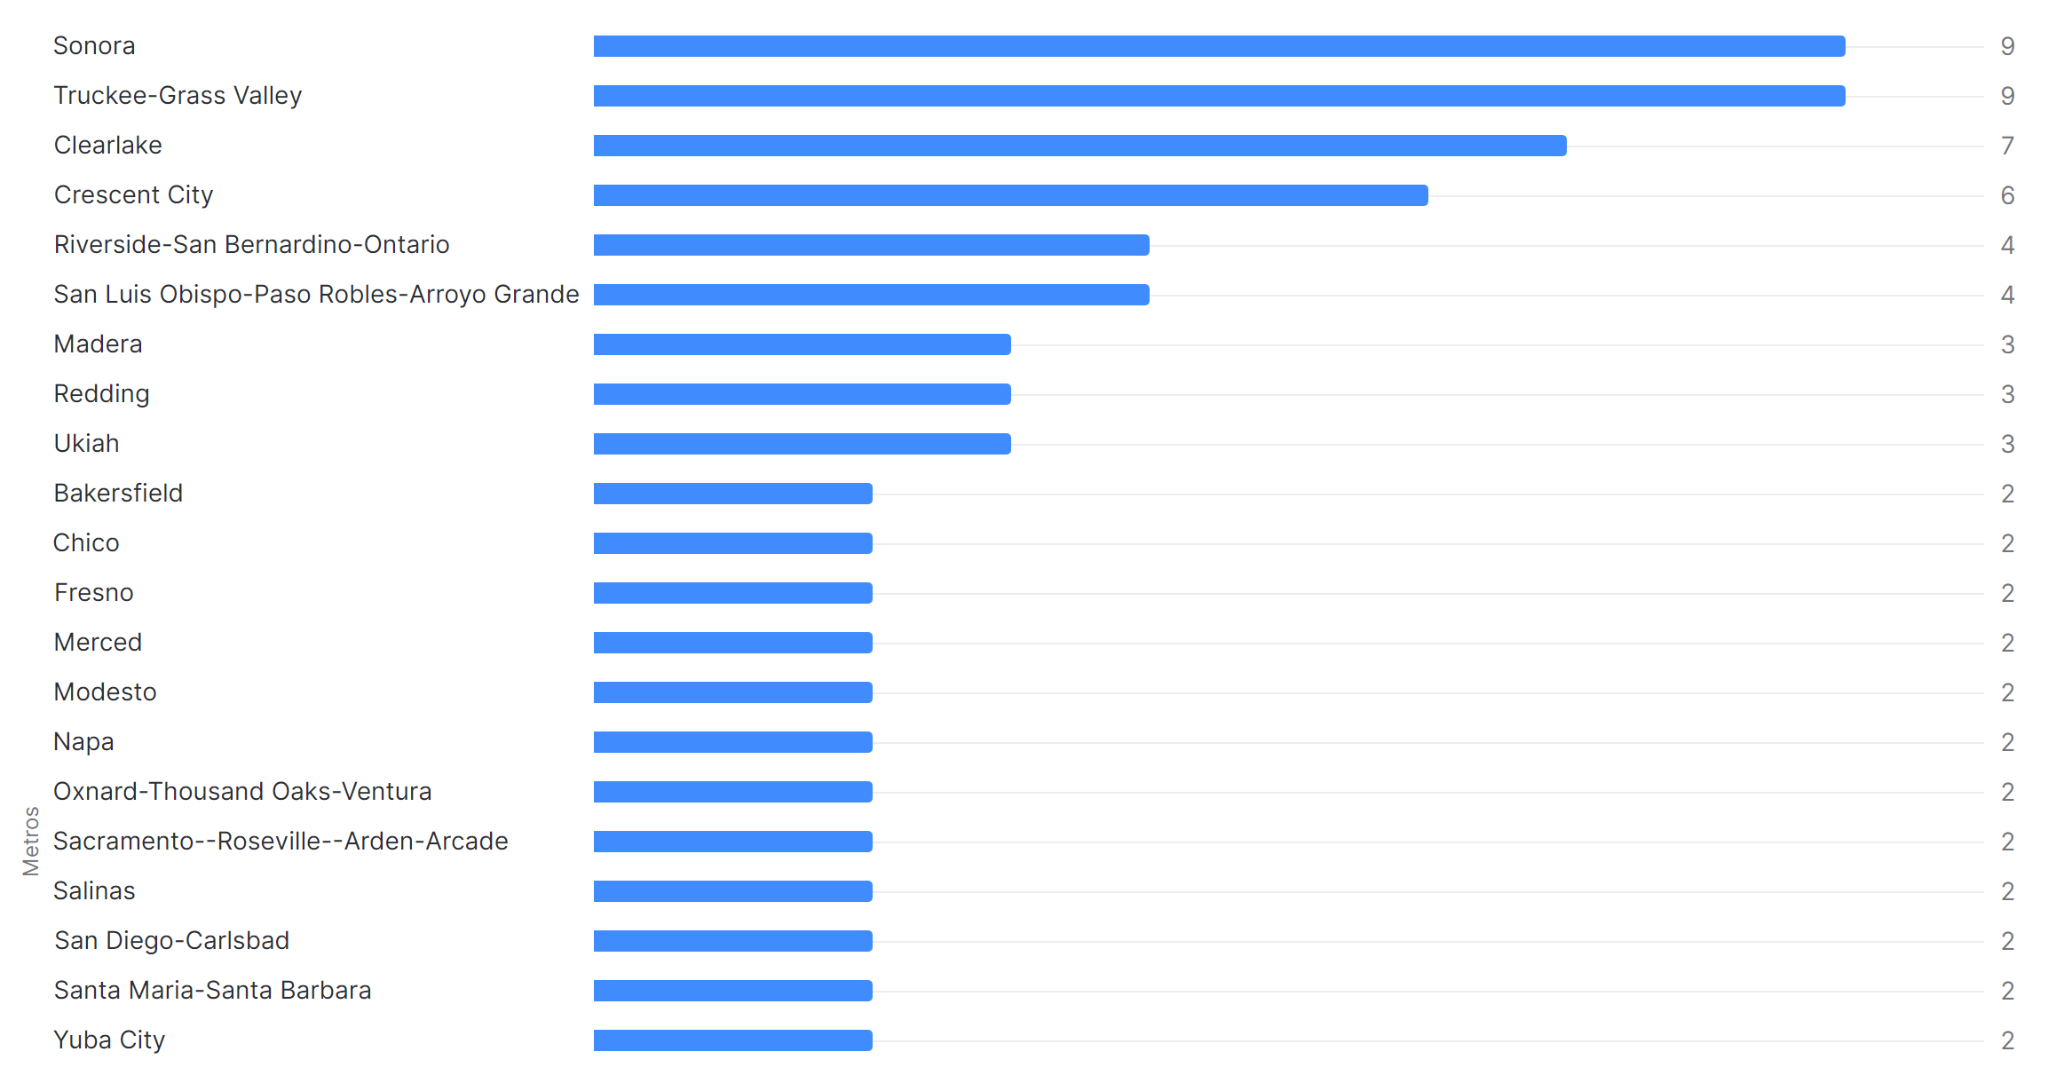 Sonora 9
Truckee-Grass Valley 9
Clearlake 7
Crescent City 6
Riverside-San Bernardino-Ontario 4
San Luis Obispo-Paso Robles-Arroyo Grande 4
Madera 3
Redding 3
Ukiah 3
Bakersfield 2
Chico 2
Fresno 2
Merced 2
Modesto 2
Napa 2
Oxnard-Thousand Oaks-Ventura 2
Sacramento--Roseville--Arden-Arcade 2
Salinas 2
San Diego-Carlsbad 2
Santa Maria-Santa Barbara 2
Yuba City 2
Metros